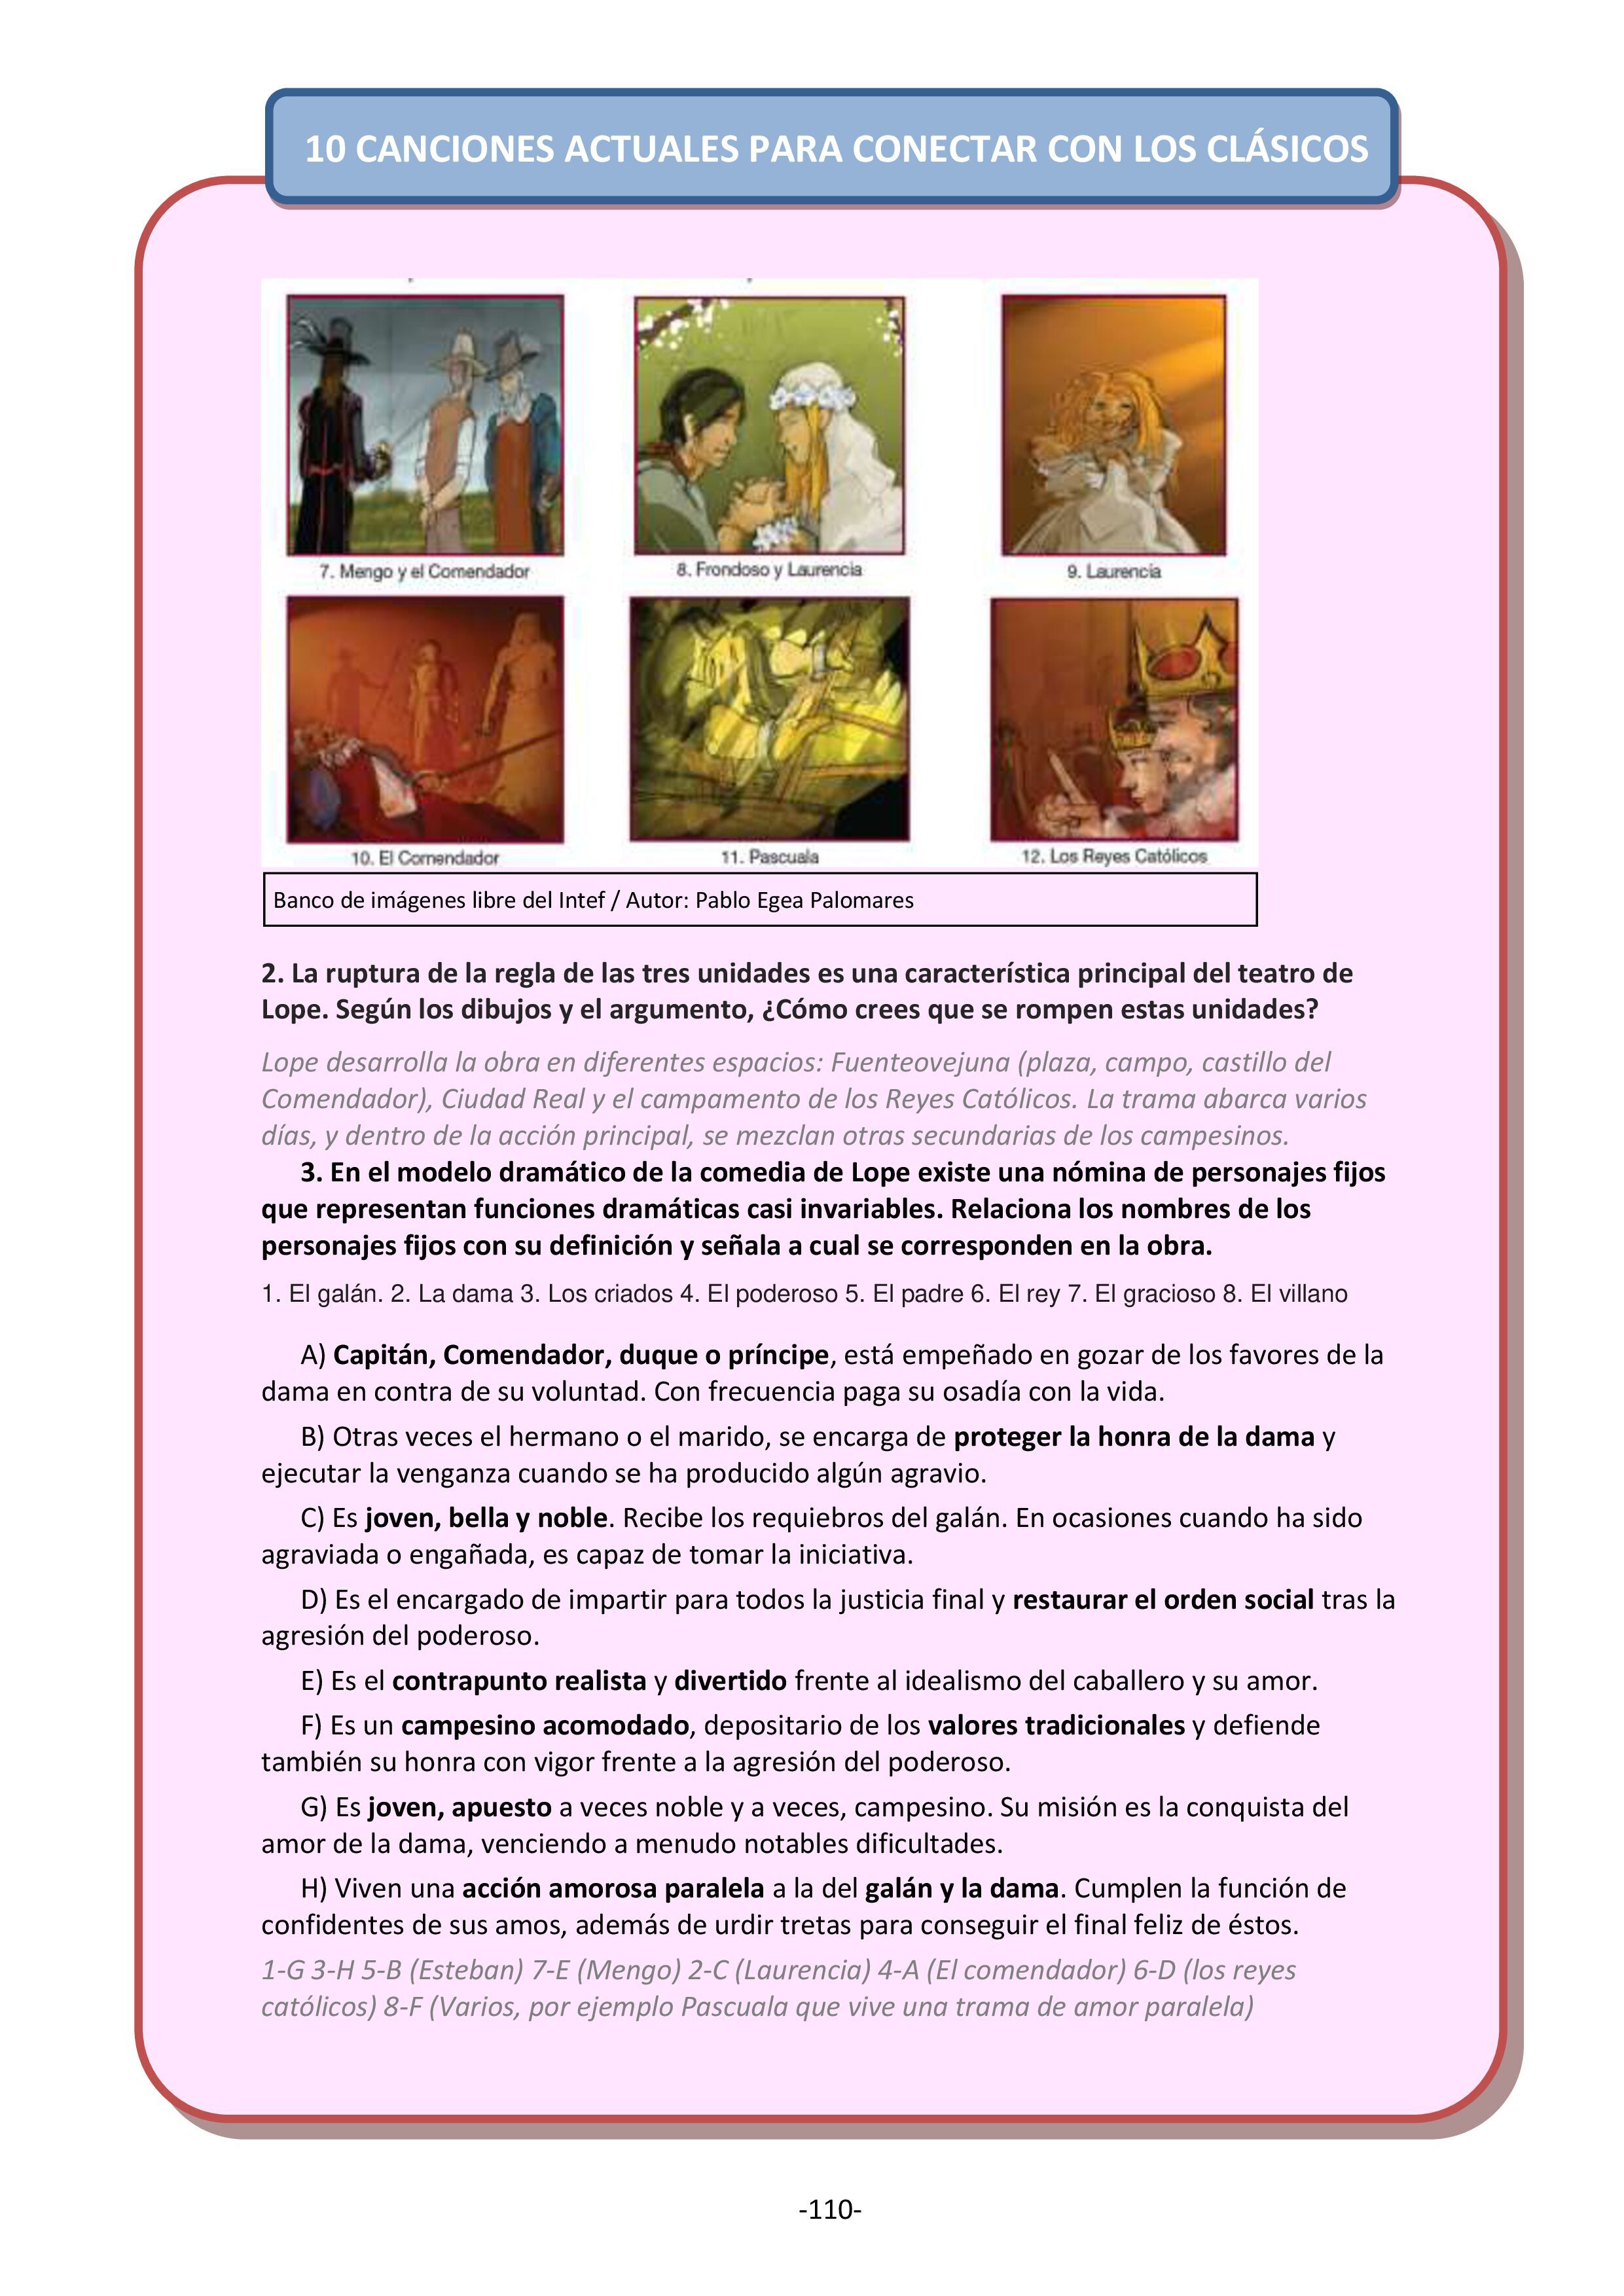 10 CANCIONES ACTUALES PARA CONECTAR CON LOS CLÁSICOS
7. Mengo y el Comendador
8. Frondoso y Laurencia
9. Laurencia
10. El Comendador
11. Pascuala
12. Los Reyes Católicos
Banco de imágenes libre del Intef / Autor: Pablo Egea Palomares
2. La ruptura de la regla de las tres unidades es una característica principal del teatro de
Lope. Según los dibujos y el argumento, ¿Cómo crees que se rompen estas unidades?
Lope desarrolla la obra en diferentes espacios: Fuenteovejuna (plaza, campo, castillo del
Comendador), Ciudad Real y el campamento de los Reyes Católicos. La trama abarca varios
días, y dentro de la acción principal, se mezclan otras secundarias de los campesinos.
3. En el modelo dramático de la comedia de Lope existe una nómina de personajes fijos
que representan funciones dramáticas casi invariables. Relaciona los nombres de los
personajes fijos con su definición y señala a cual se corresponden en la obra.
1. El galán. 2. La dama 3. Los criados 4. El poderoso 5. El padre 6. El rey 7. El gracioso 8. El villano
A) Capitán, Comendador, duque o príncipe, está empeñado en gozar de los favores de la
dama en contra de su voluntad. Con frecuencia paga su osadía con la vida.
B) Otras veces el hermano o el marido, se encarga de proteger la honra de la dama y
ejecutar la venganza cuando se ha producido algún agravio.
C) Es joven, bella y noble. Recibe los requiebros del galán. En ocasiones cuando ha sido
agraviada o engañada, es capaz de tomar la iniciativa.
D) Es el encargado de impartir para todos la justicia final y restaurar el orden social tras la
agresión del poderoso.
E) Es el contrapunto realista y divertido frente al idealismo del caballero y su amor.
F) Es un campesino acomodado, depositario de los valores tradicionales y defiende
también su honra con vigor frente a la agresión del poderoso.
G) Es joven, apuesto a veces noble y a veces, campesino. Su misión es la conquista del
amor de la dama, venciendo a menudo notables dificultades.
H) Viven una acción amorosa paralela a la del galán y la dama. Cumplen la función de
confidentes de sus amos, además de urdir tretas para conseguir el final feliz de éstos.
1-G 3-H 5-B (Esteban) 7-E (Mengo) 2-C (Laurencia) 4-A (El comendador) 6-D (los reyes
católicos) 8-F (Varios, por ejemplo Pascuala que vive una trama de amor paralela)
-110-